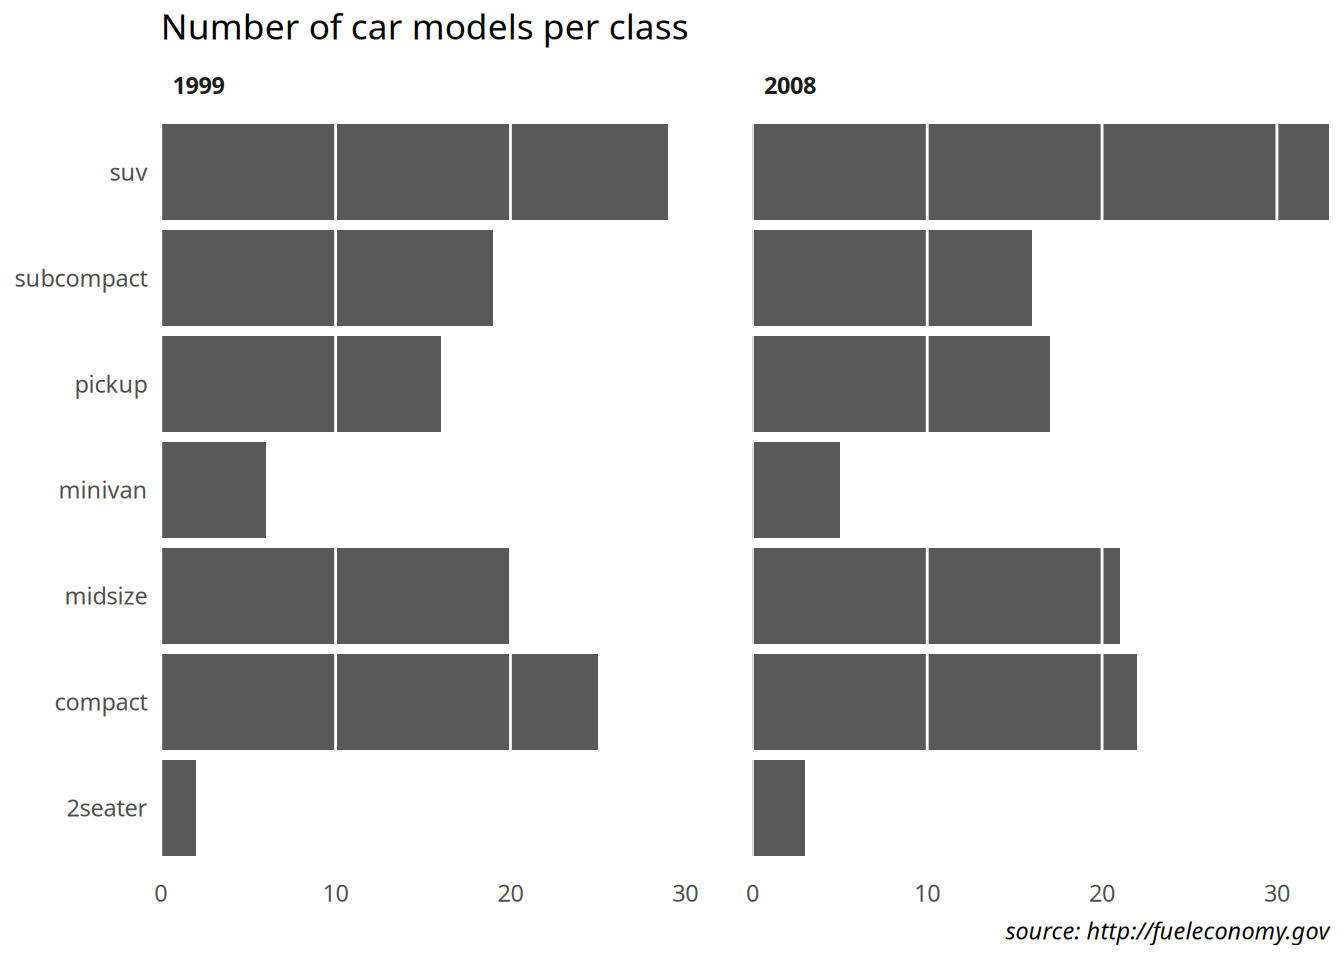 Number of car models per class
1999
2008
suv
subcompact
pickup
minivan
midsize
compact
2seater
0 10 20 30
0 10 20 30
source: http://fueleconomy.gov